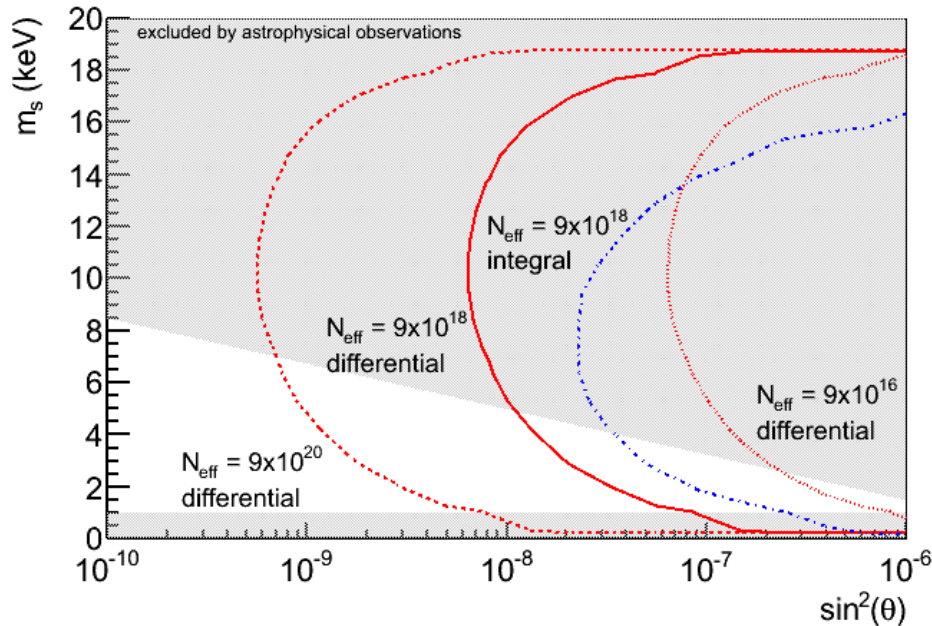 excluded by astrophysical observations
m_s (keV)
20
18
16
14
12
10
8
6
4
2
0
N_eff = 9x10^18
integral
N_eff = 9x10^18
differential
N_eff = 9x10^16
differential
N_eff = 9x10^20
differential
10^-10
10^-9
10^-8
10^-7
10^-6
sin^2(θ)